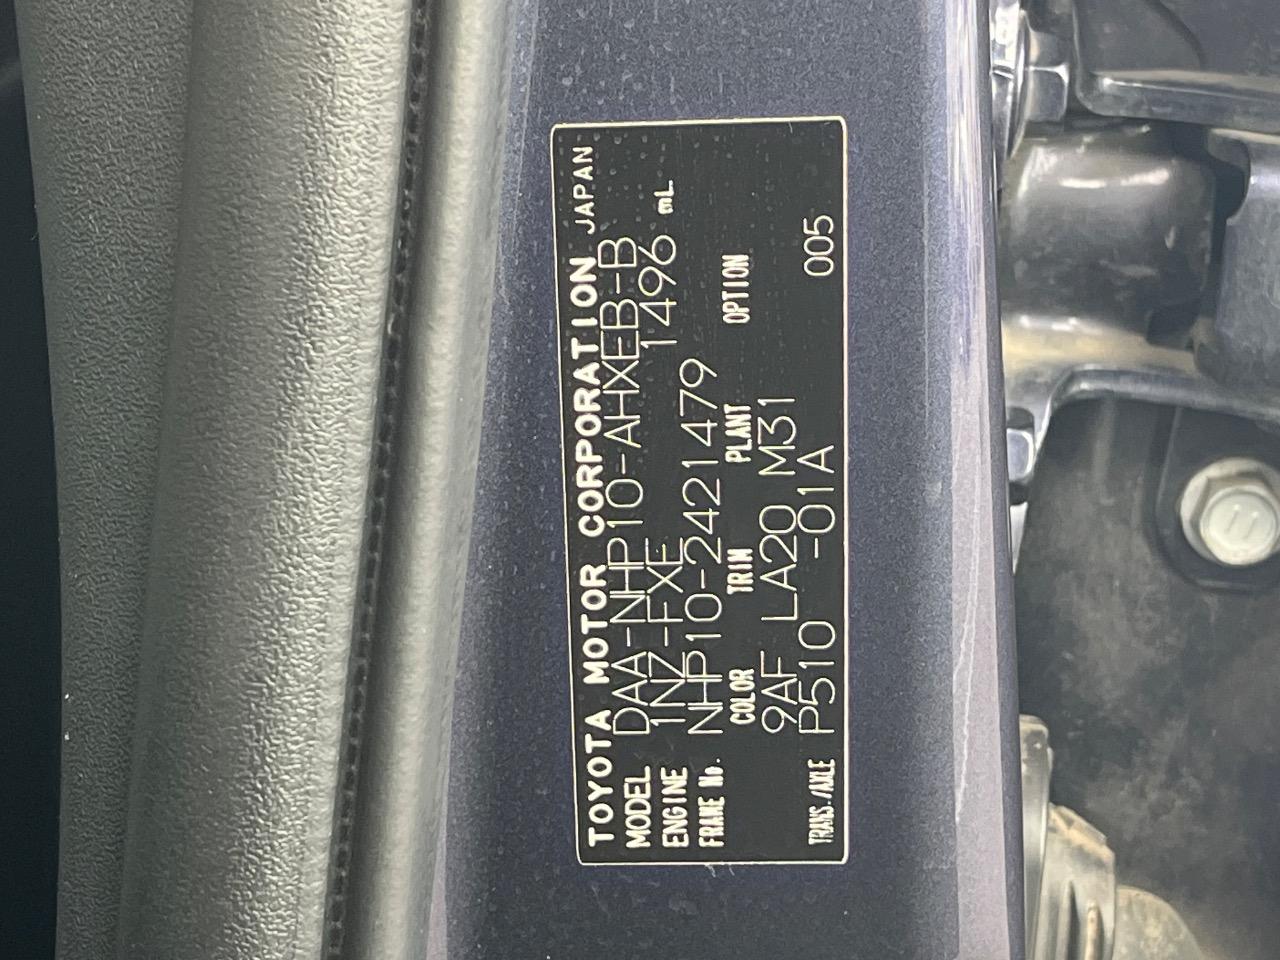 TOYOTA MOTOR CORPORATION JAPAN
MODEL DAA-NHP10-AHXEB-B
ENGINE 1NZ-FXE 1496 mL
FRAME No. NHP10-2421479
COLOR TRIM PLANT OPTION
9AF LA20 M31
TRANS./AXLE P510 -01A 005